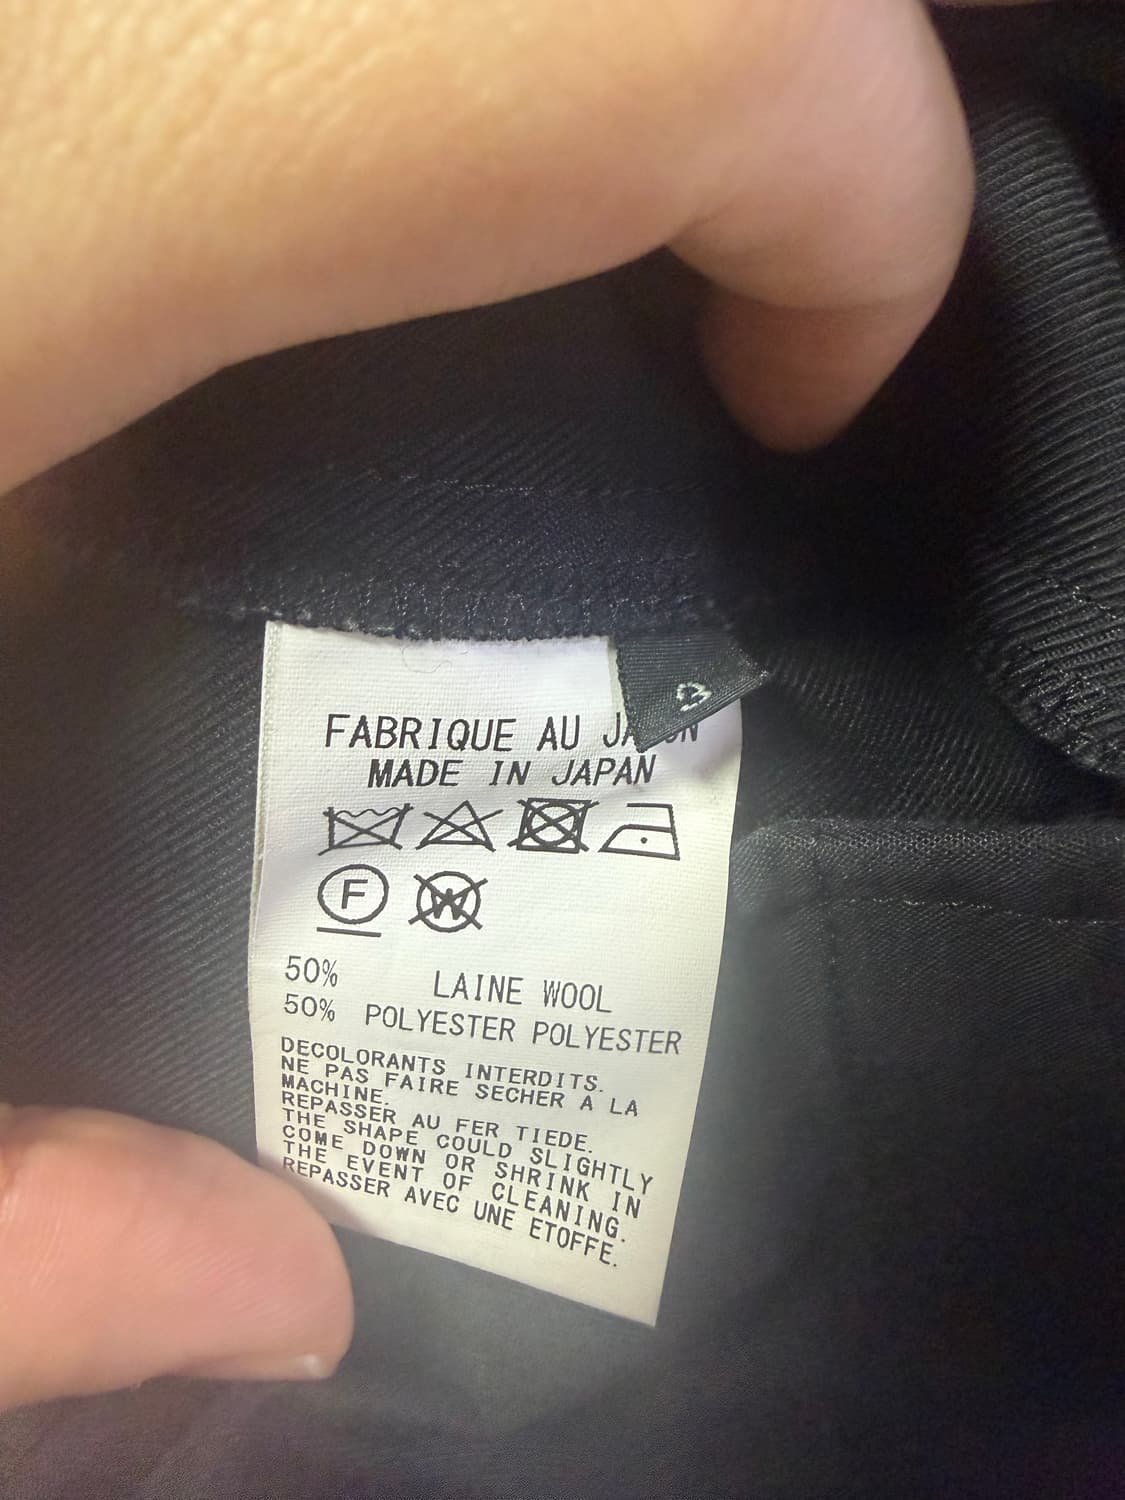 3
FABRIQUE AU
MADE IN JAPAN
F
W
50% LAINE WOOL
50% POLYESTER POLYESTER
DECOLORANTS INTERDITS.
NE PAS FAIRE SECHER A LA
MACHINE.
REPASSER AU FER TIEDE.
THE SHAPE COULD SLIGHTLY
COME DOWN OR SHRINK IN
THE EVENT OF CLEANING.
REPASSER AVEC UNE ETOFFE.